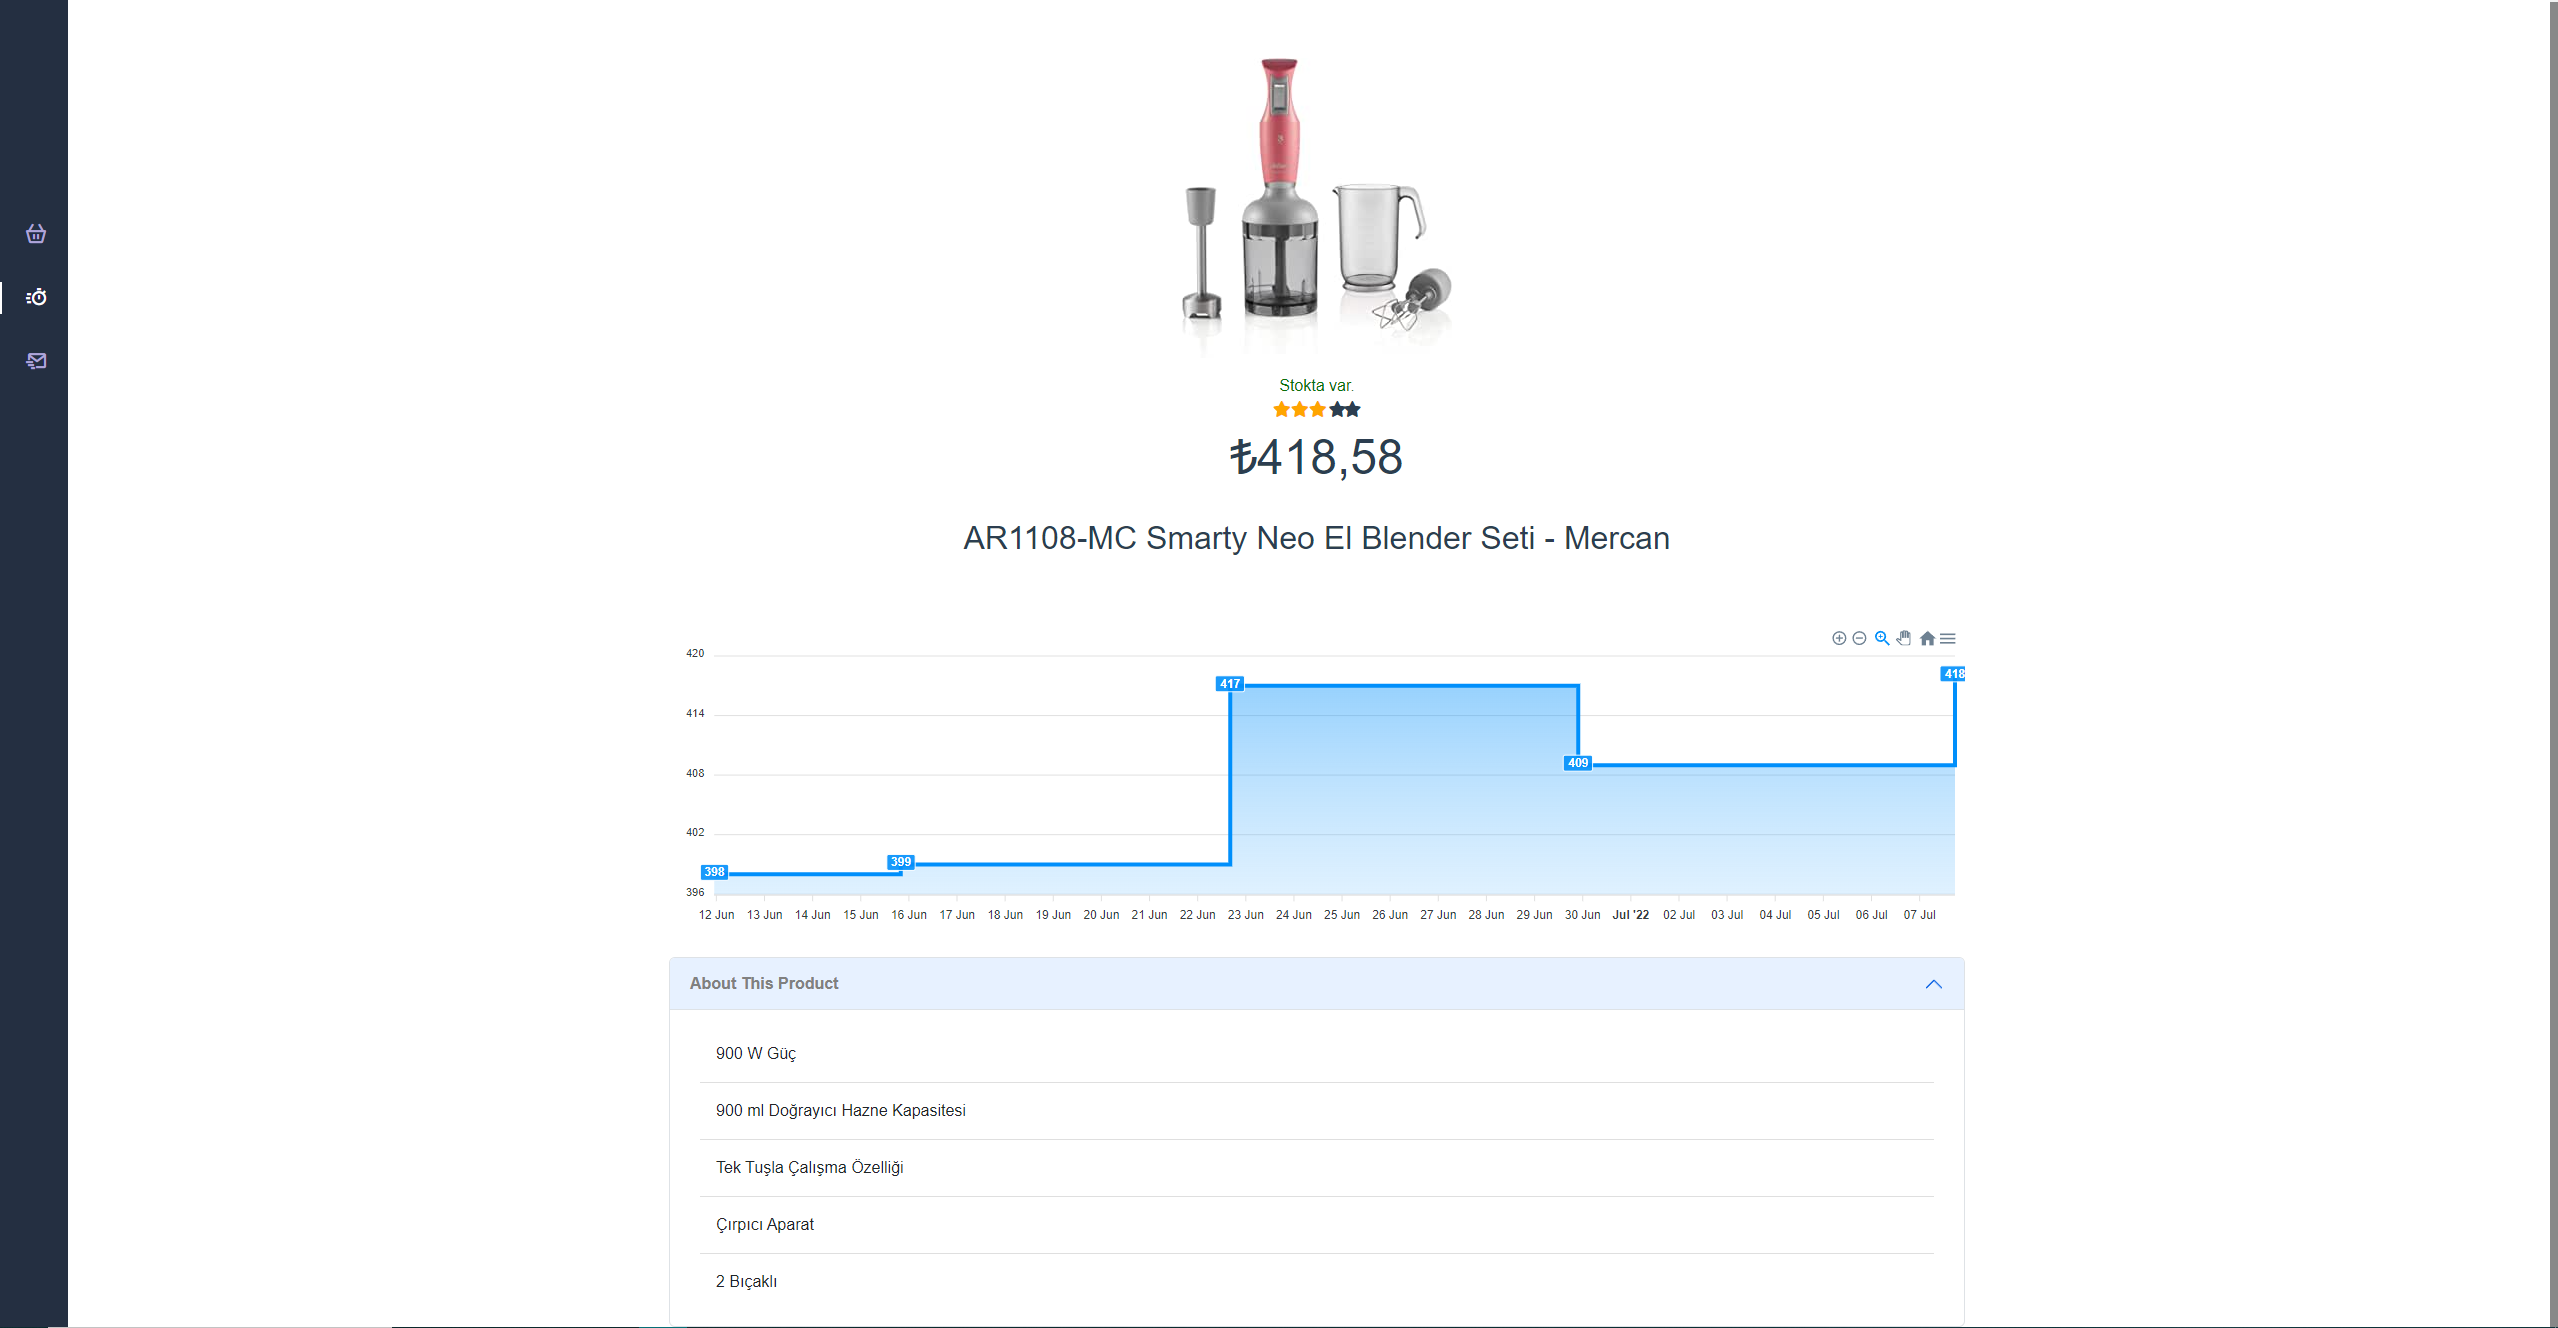 Stokta var.
₺418,58
AR1108-MC Smarty Neo El Blender Seti - Mercan
420
414
408
402
396
398
399
417
409
418
12 Jun 13 Jun 14 Jun 15 Jun 16 Jun 17 Jun 18 Jun 19 Jun 20 Jun 21 Jun 22 Jun 23 Jun 24 Jun 25 Jun 26 Jun 27 Jun 28 Jun 29 Jun 30 Jun Jul '22 02 Jul 03 Jul 04 Jul 05 Jul 06 Jul 07 Jul
About This Product
900 W Güç
900 ml Doğrayıcı Hazne Kapasitesi
Tek Tuşla Çalışma Özelliği
Çırpıcı Aparat
2 Bıçaklı